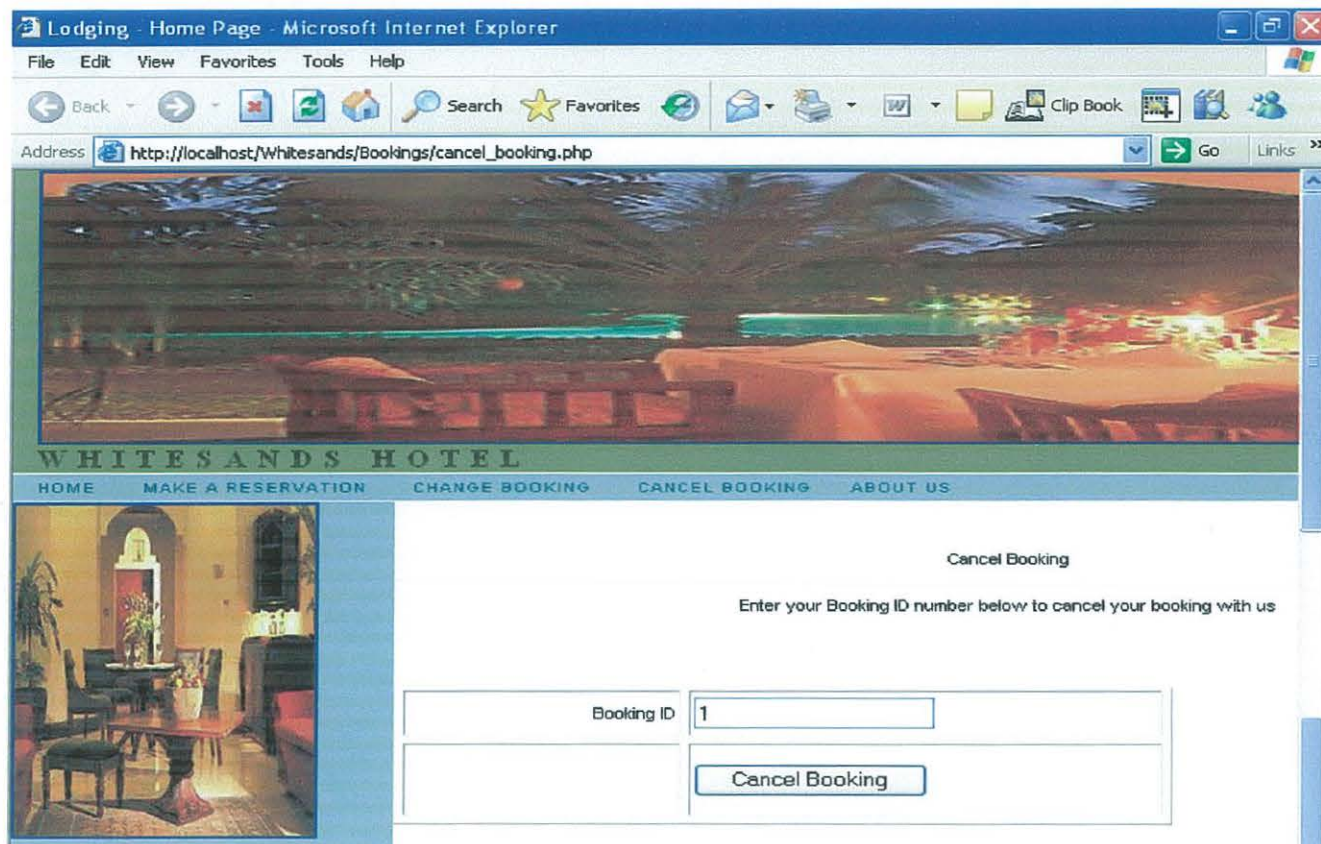 Lodging - Home Page - Microsoft Internet Explorer
File Edit View Favorites Tools Help
Back Search Favorites Clip Book
Address http://localhost/Whitesands/Bookings/cancel_booking.php Go Links »
WHITESANDS HOTEL
HOME MAKE A RESERVATION CHANGE BOOKING CANCEL BOOKING ABOUT US
Cancel Booking
Enter your Booking ID number below to cancel your booking with us
Booking ID 1
Cancel Booking